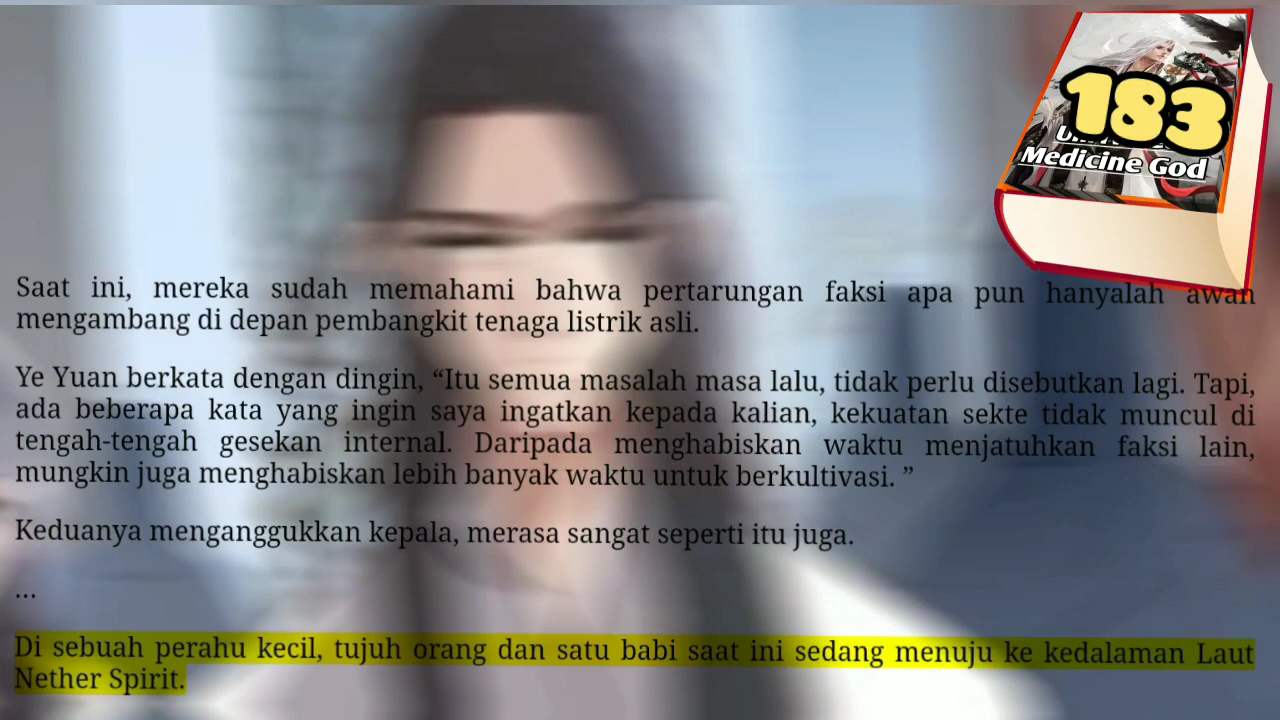 183
Medicine God
Saat ini, mereka sudah memahami bahwa pertarungan faksi apa pun hanyalah awan
mengambang di depan pembangkit tenaga listrik asli.
Ye Yuan berkata dengan dingin, “Itu semua masalah masa lalu, tidak perlu disebutkan lagi. Tapi,
ada beberapa kata yang ingin saya ingatkan kepada kalian, kekuatan sekte tidak muncul di
tengah-tengah gesekan internal. Daripada menghabiskan waktu menjatuhkan faksi lain,
mungkin juga menghabiskan lebih banyak waktu untuk berkultivasi. ”
Keduanya menganggukkan kepala, merasa sangat seperti itu juga.
...
Di sebuah perahu kecil, tujuh orang dan satu babi saat ini sedang menuju ke kedalaman Laut
Nether Spirit.